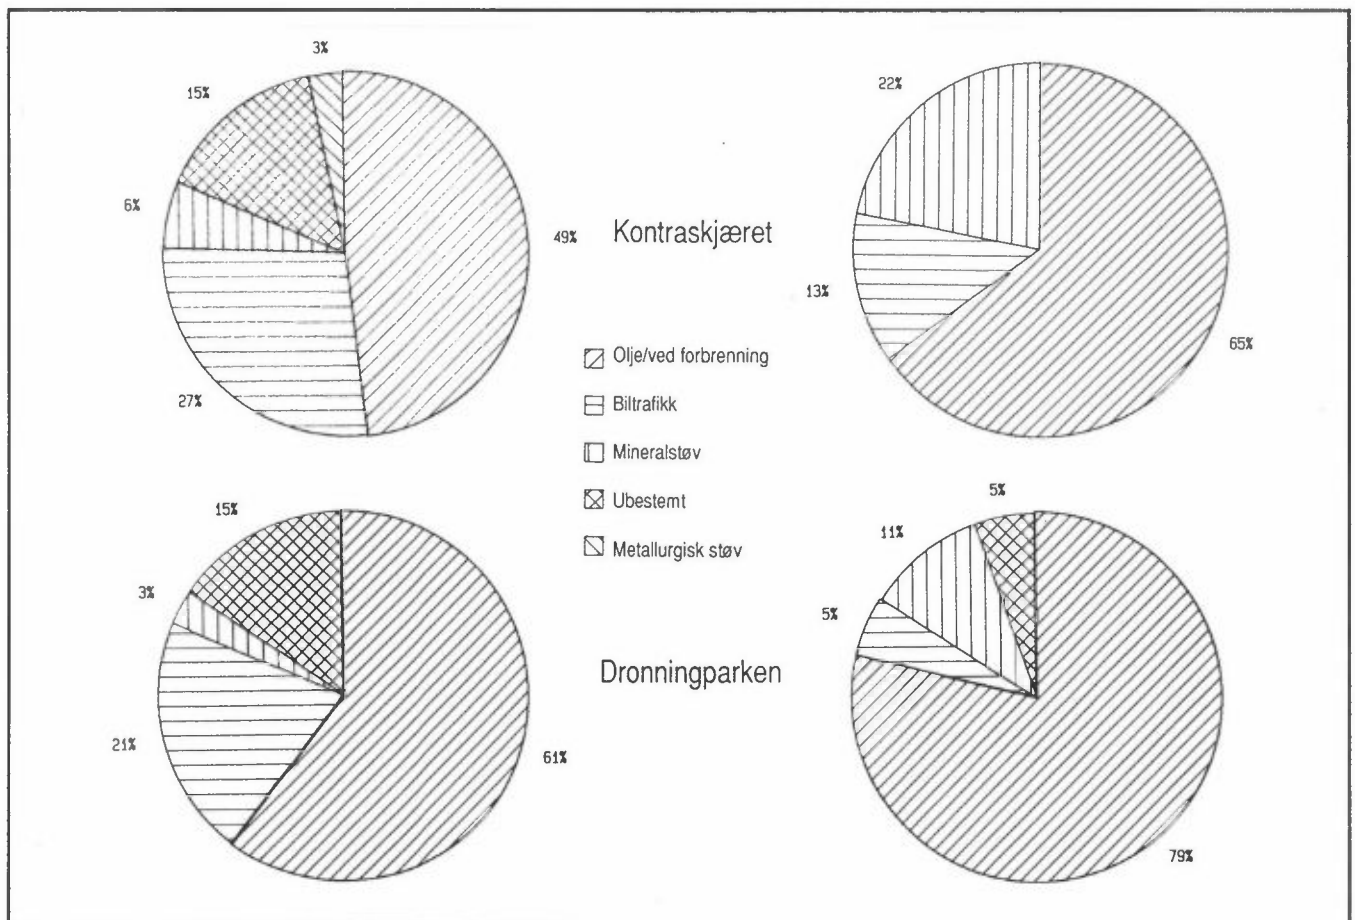 3%
15%
22%
6%
49%
Kontraskjæret
13%
65%
27%
Olje/ved forbrenning
Biltrafikk
Mineralstøv
Ubestemt
Metallurgisk støv
15%
5%
11%
3%
5%
Dronningparken
21%
61%
79%